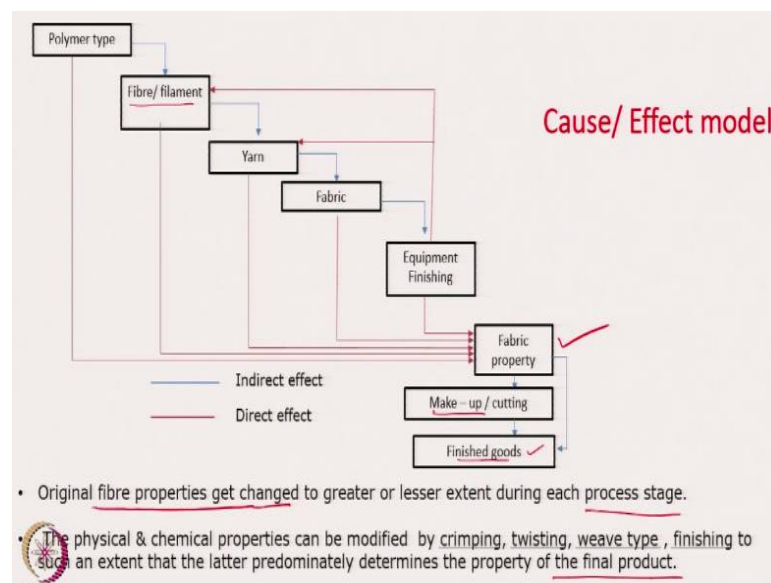 Polymer type
Fibre/ filament
Cause/ Effect model
Yarn
Fabric
Equipment
Finishing
Fabric
property
Indirect effect
Direct effect
Make – up / cutting
Finished goods
• Original fibre properties get changed to greater or lesser extent during each process stage.
• The physical & chemical properties can be modified by crimping, twisting, weave type , finishing to
such an extent that the latter predominately determines the property of the final product.